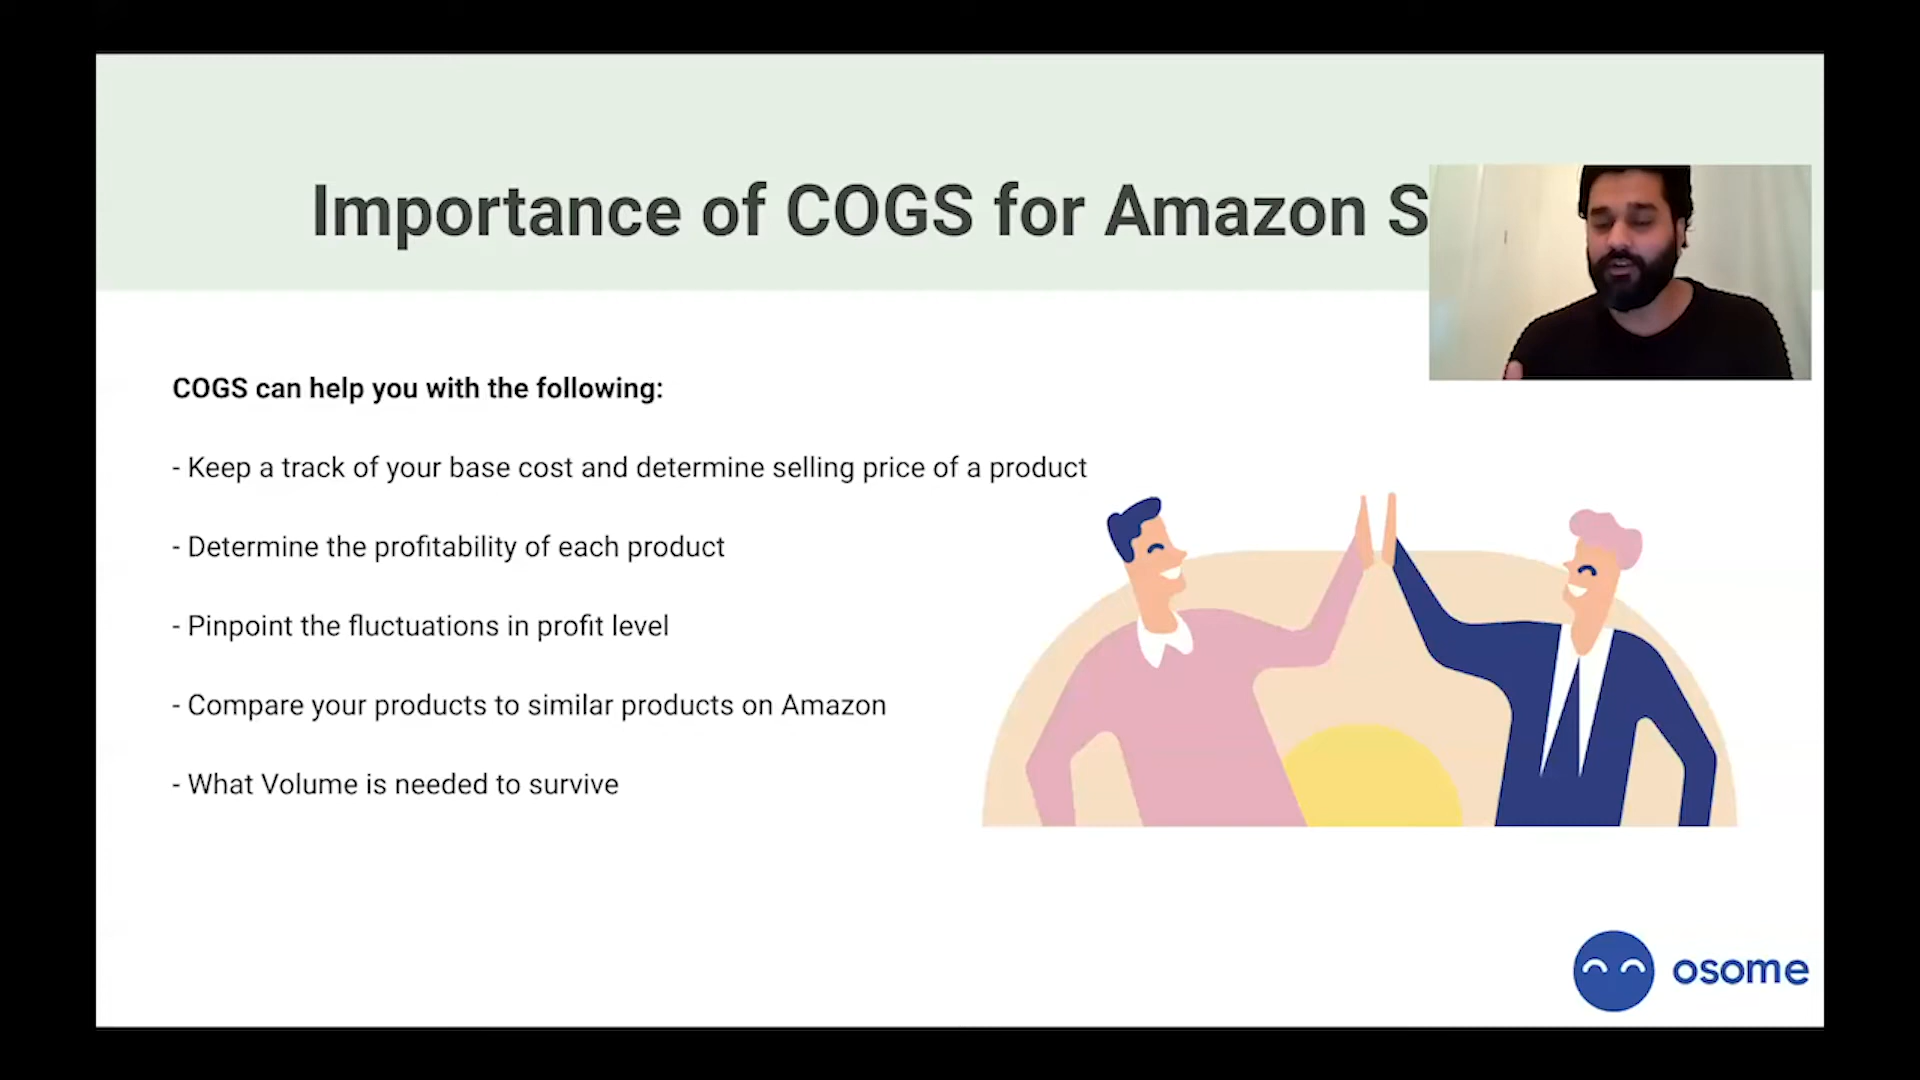 Importance of COGS for Amazon S
COGS can help you with the following:
- Keep a track of your base cost and determine selling price of a product
- Determine the profitability of each product
- Pinpoint the fluctuations in profit level
- Compare your products to similar products on Amazon
- What Volume is needed to survive
osome